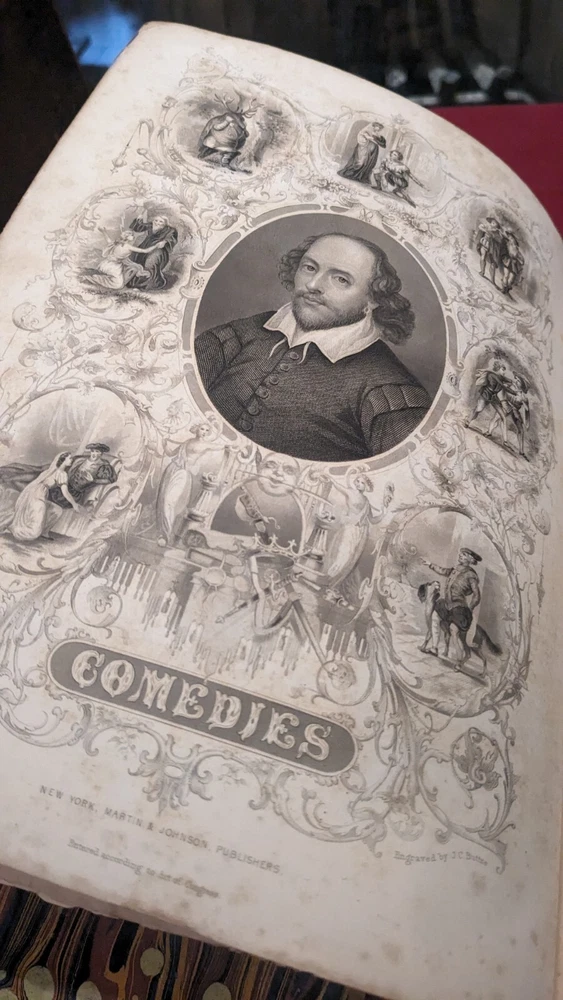 COMEDIES
NEW YORK, MARTIN & JOHNSON, PUBLISHERS.
Entered according to Act of Congress
Engraved by J.C.